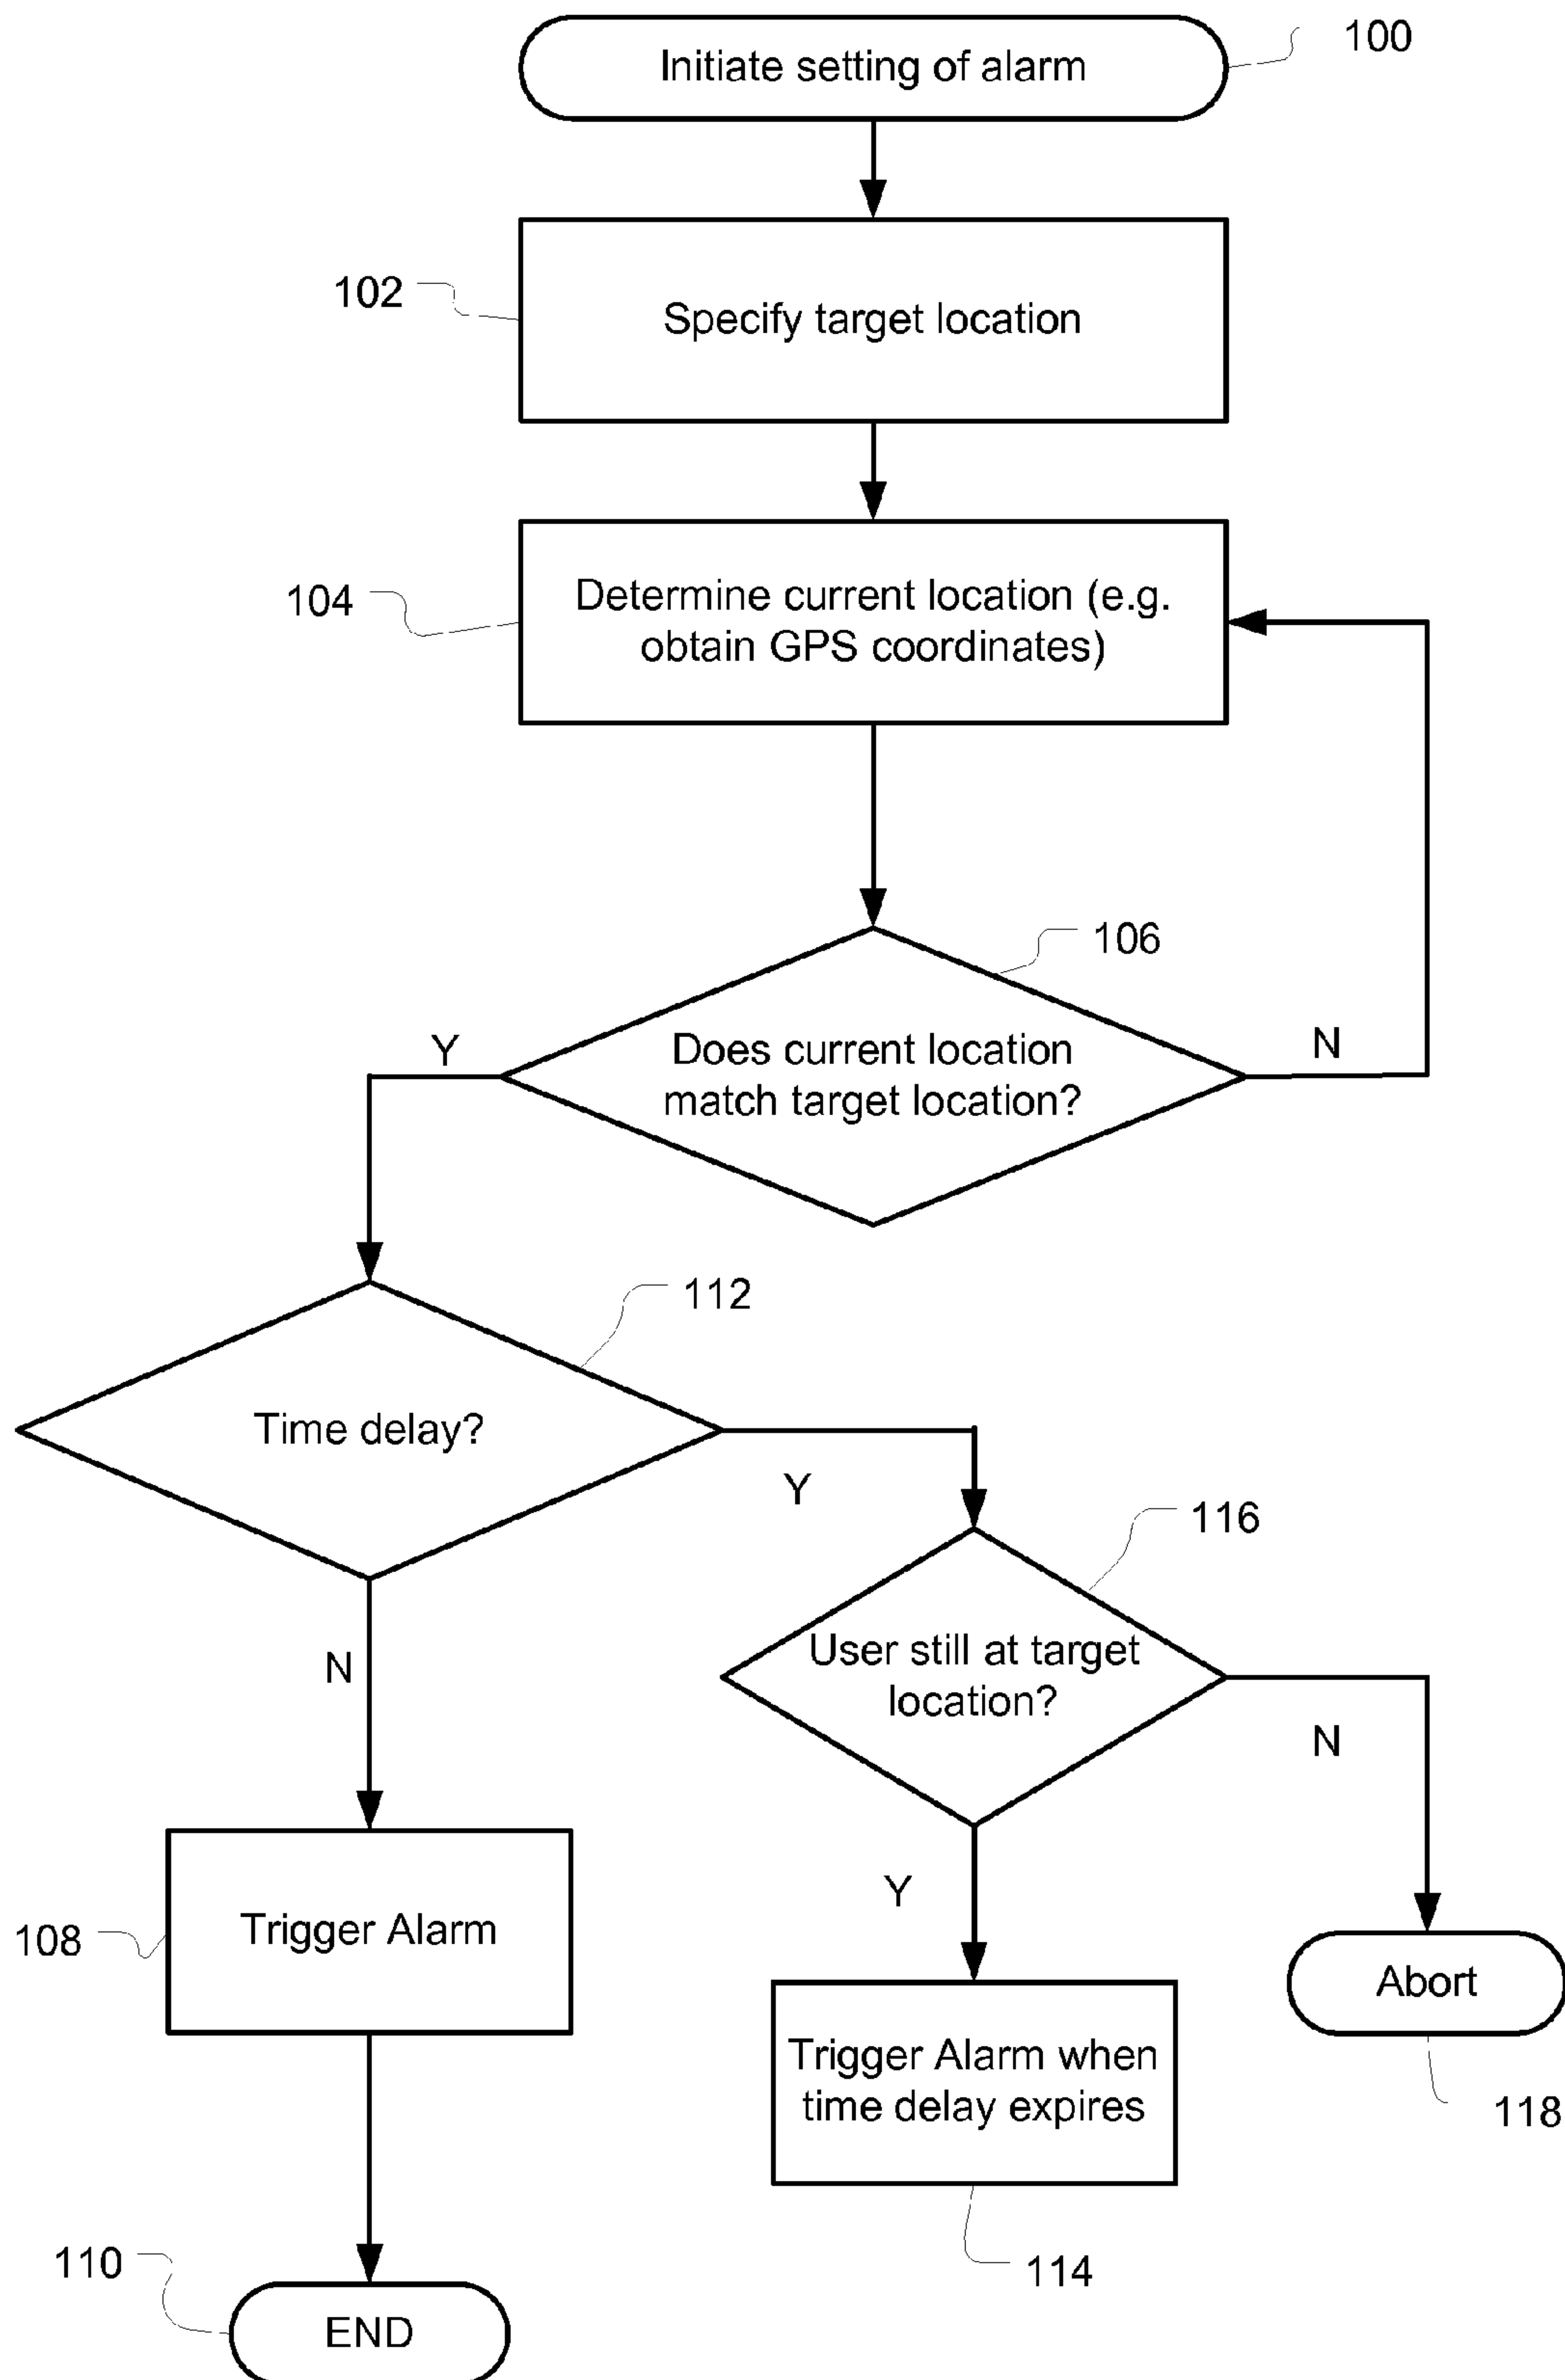 Initiate setting of alarm
100
102
Specify target location
104
Determine current location (e.g.
obtain GPS coordinates)
106
Does current location
match target location?
Y
N
112
Time delay?
Y
N
116
User still at target
location?
N
Y
108
Trigger Alarm
Abort
118
Trigger Alarm when
time delay expires
114
110
END